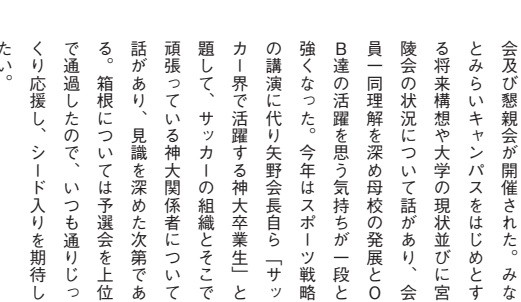 会及び懇親会が開催された。みな
とみらいキャンパスをはじめとす
る将来構想や大学の現状並びに宮
陵会の状況について話があり、会
員一同理解を深め母校の発展とO
B達の活躍を思う気持ちが一段と
強くなった。今年はスポーツ戦略
の講演に代り矢野会長自ら「サッ
カー界で活躍する神大卒業生」と
題して、サッカーの組織とそこで
頑張っている神大関係者について
話があり、見識を深めた次第であ
る。箱根については予選会を上位
で通過したので、いつも通りじっ
くり応援し、シード入りを期待し
たい。